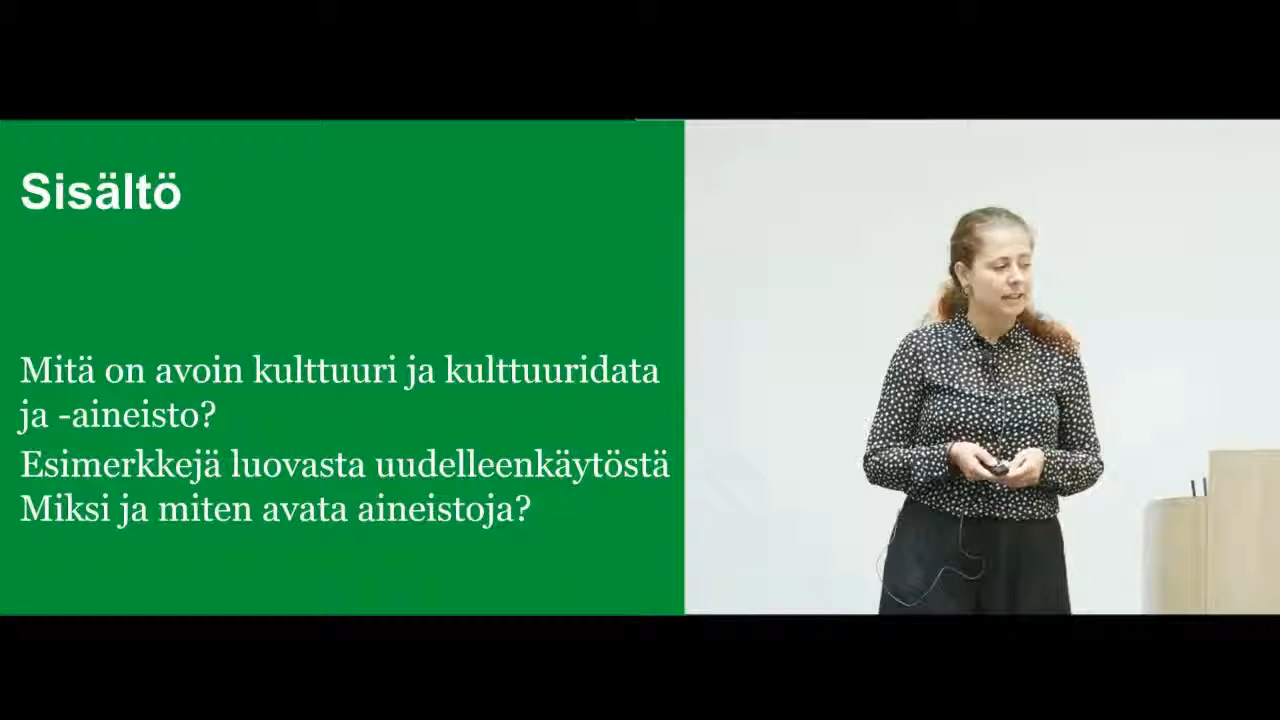 Sisältö
Mitä on avoin kulttuuri ja kulttuuridata
ja -aineisto?
Esimerkkejä luovasta uudelleenkäytöstä
Miksi ja miten avata aineistoja?